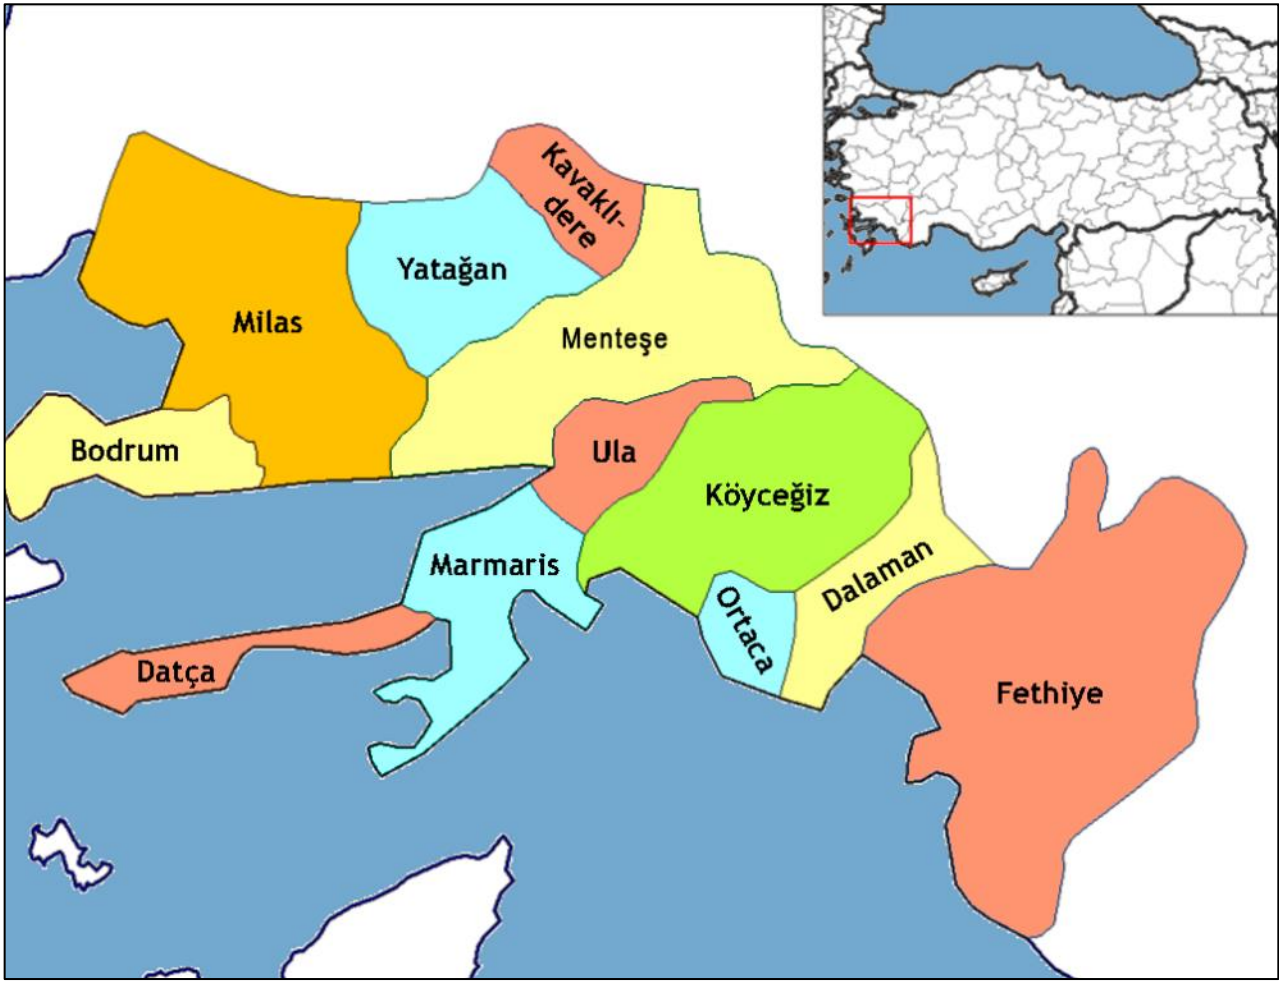 Kavaklı-
dere
Yatağan
Milas
Menteşe
Bodrum
Ula
Köyceğiz
Marmaris
Dalaman
Ortaca
Datça
Fethiye